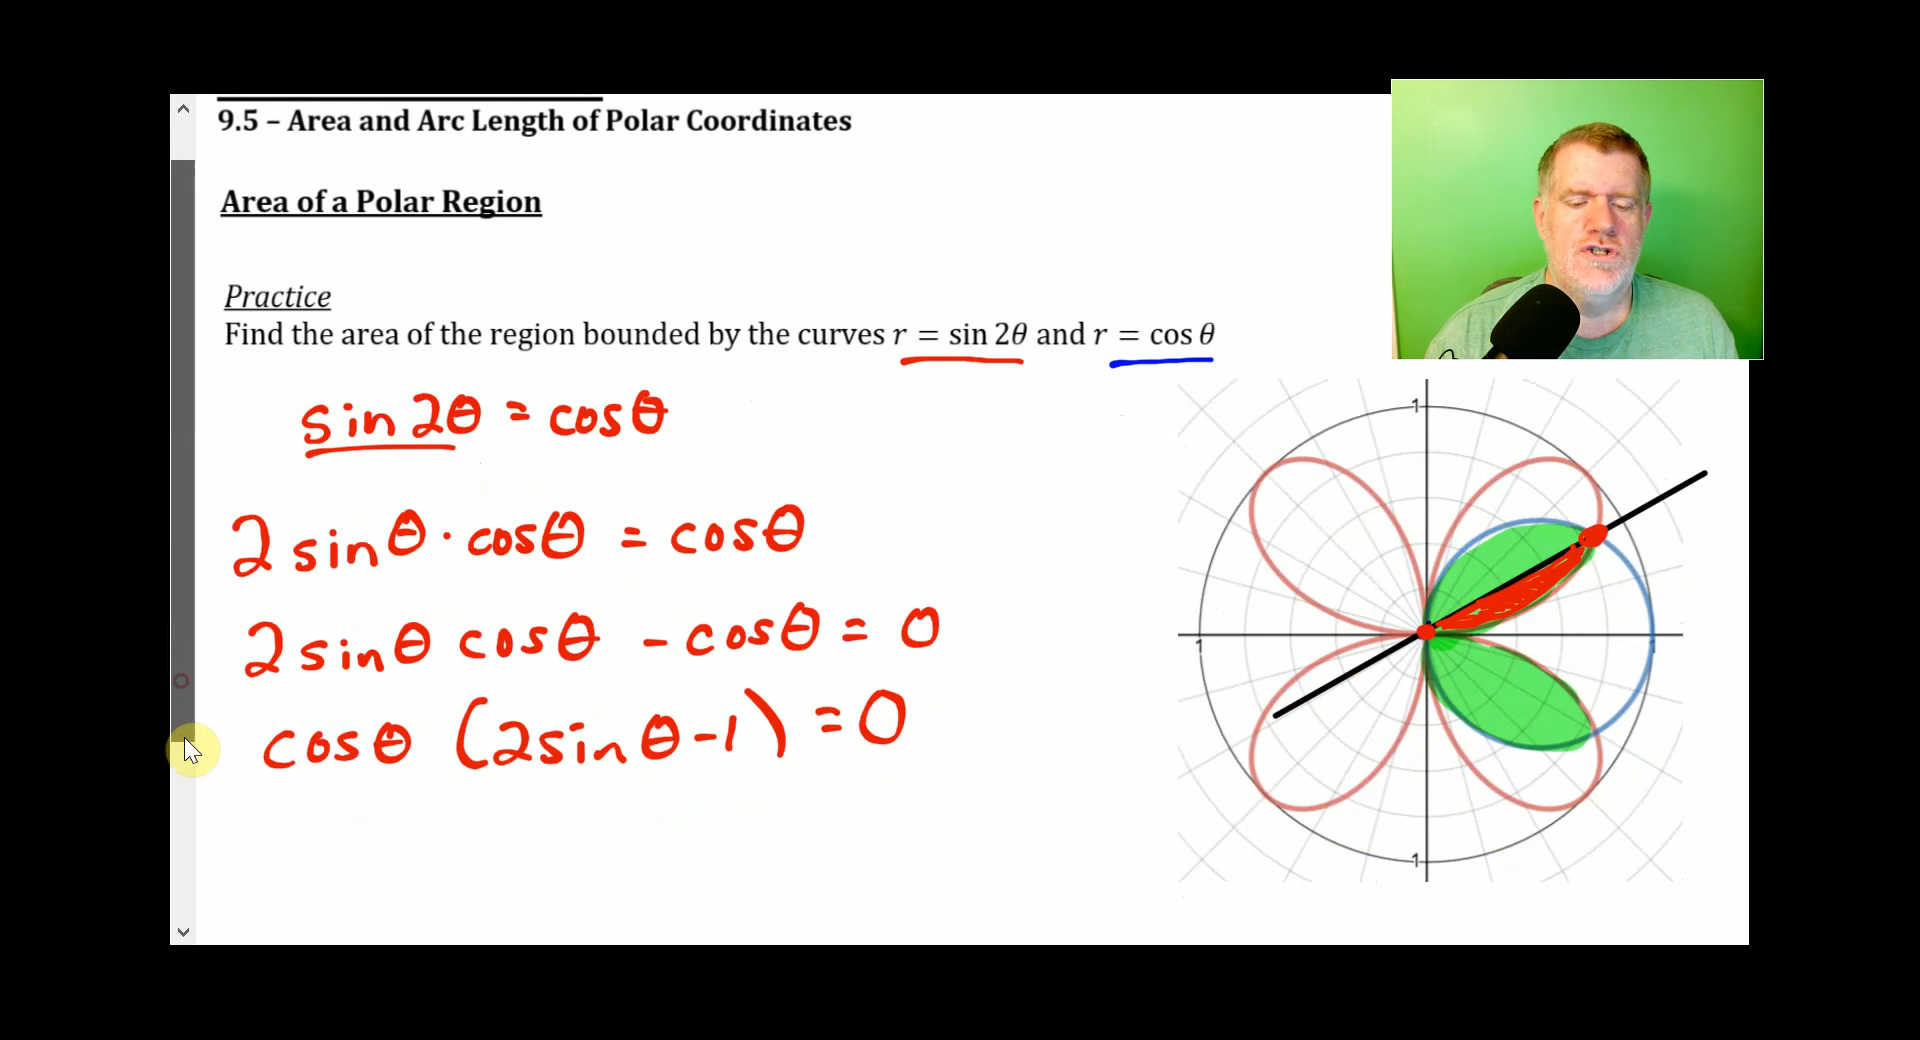 9.5 – Area and Arc Length of Polar Coordinates
Area of a Polar Region
Practice
Find the area of the region bounded by the curves r = sin 2θ and r = cos θ
sin 2θ = cosθ
2 sinθ · cosθ = cosθ
2 sinθ cosθ - cosθ = 0
cosθ (2sinθ-1) = 0
1
1
1
1